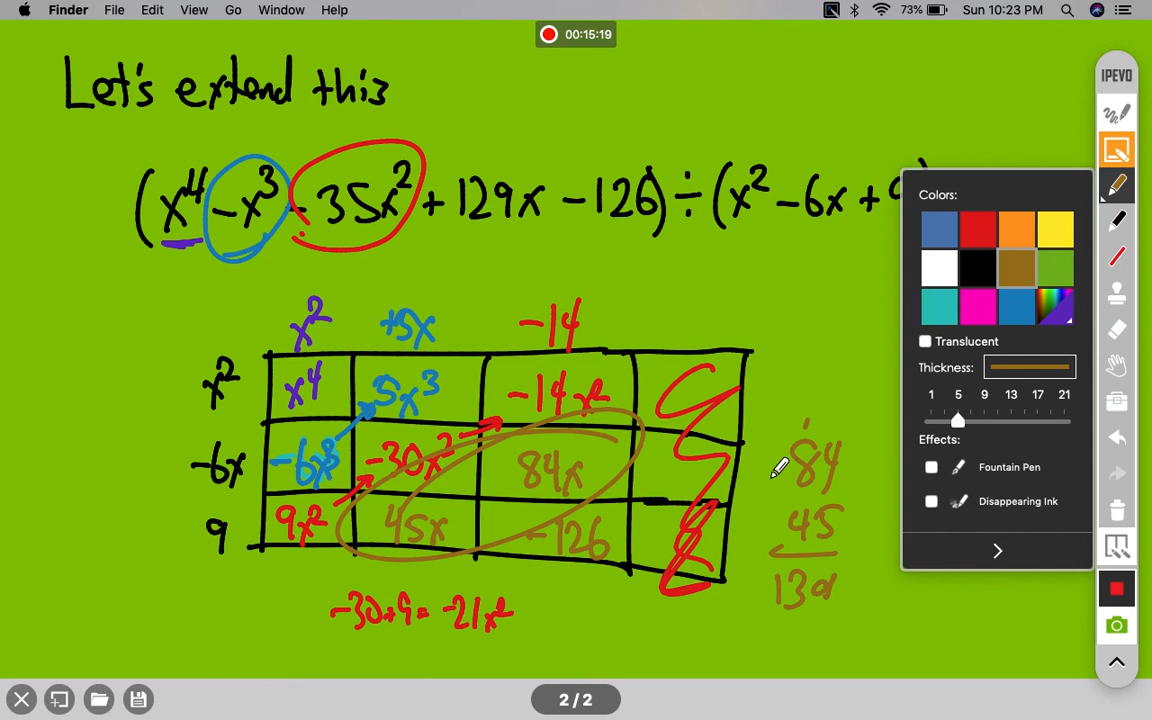 Finder File Edit View Go Window Help 73% Sun 10:23 PM
00:15:19
IPEVO
Let's extend this
(x⁴ - x³ - 35x² + 129x - 126) ÷ (x² - 6x + 9)
Colors:
Translucent
Thickness:
1 5 9 13 17 21
Effects:
Fountain Pen
Disappearing Ink
x² +5x -14
x² x⁴ 5x³ -14x²
-6x -6x³ -30x² 84x
9 9x² 45x -126
84
45
-30+9= -21x²
2 / 2